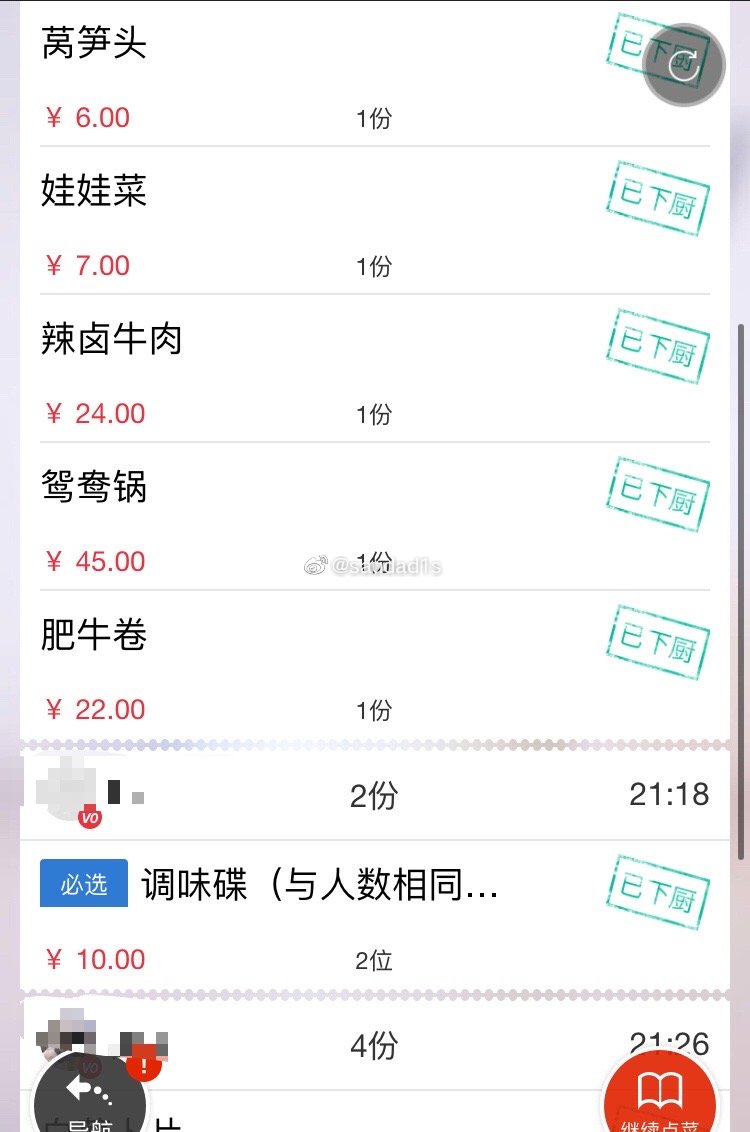 莴笋头
已下厨
¥ 6.00 1份
娃娃菜
已下厨
¥ 7.00 1份
辣卤牛肉
已下厨
¥ 24.00 1份
鸳鸯锅
已下厨
¥ 45.00 1份
肥牛卷
已下厨
¥ 22.00 1份
V0 2份 21:18
必选 调味碟（与人数相同...
已下厨
¥ 10.00 2位
V0 ! 4份 21:26
导航
继续点菜